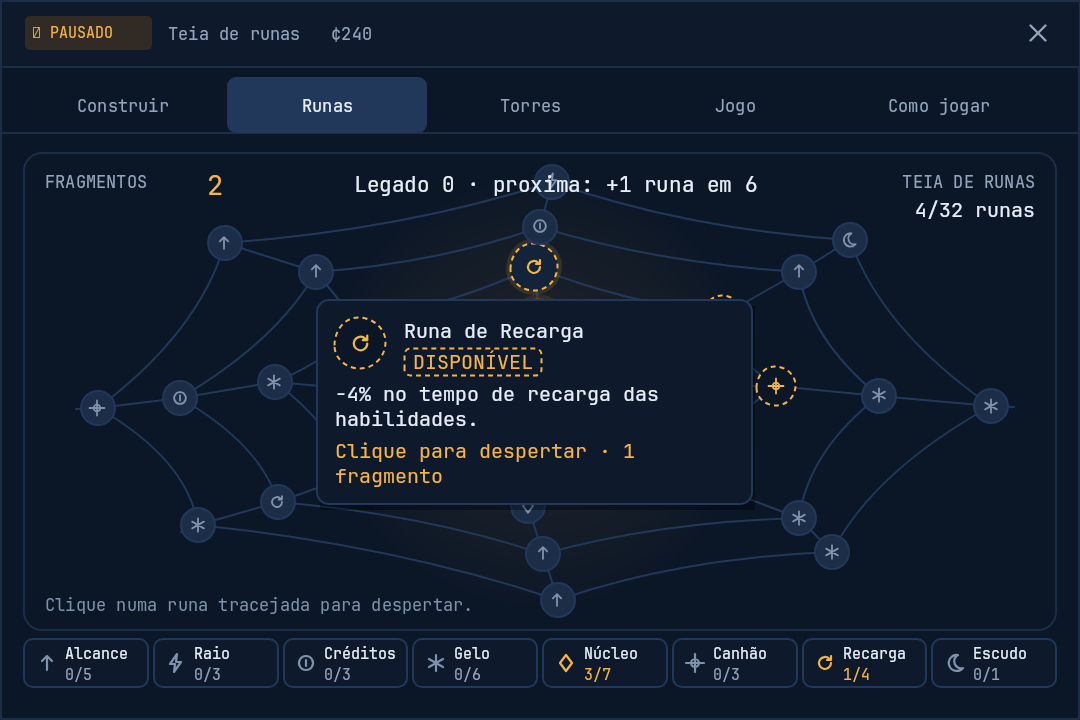 PAUSADO
Teia de runas ₵240
Construir
Runas
Torres
Jogo
Como jogar
FRAGMENTOS 2
Legado 0 · proxima: +1 runa em 6
TEIA DE RUNAS
4/32 runas
Runa de Recarga
DISPONÍVEL
-4% no tempo de recarga das
habilidades.
Clique para despertar · 1
fragmento
Clique numa runa tracejada para despertar.
Alcance
0/5
Raio
0/3
Créditos
0/3
Gelo
0/6
Núcleo
3/7
Canhão
0/3
Recarga
1/4
Escudo
0/1